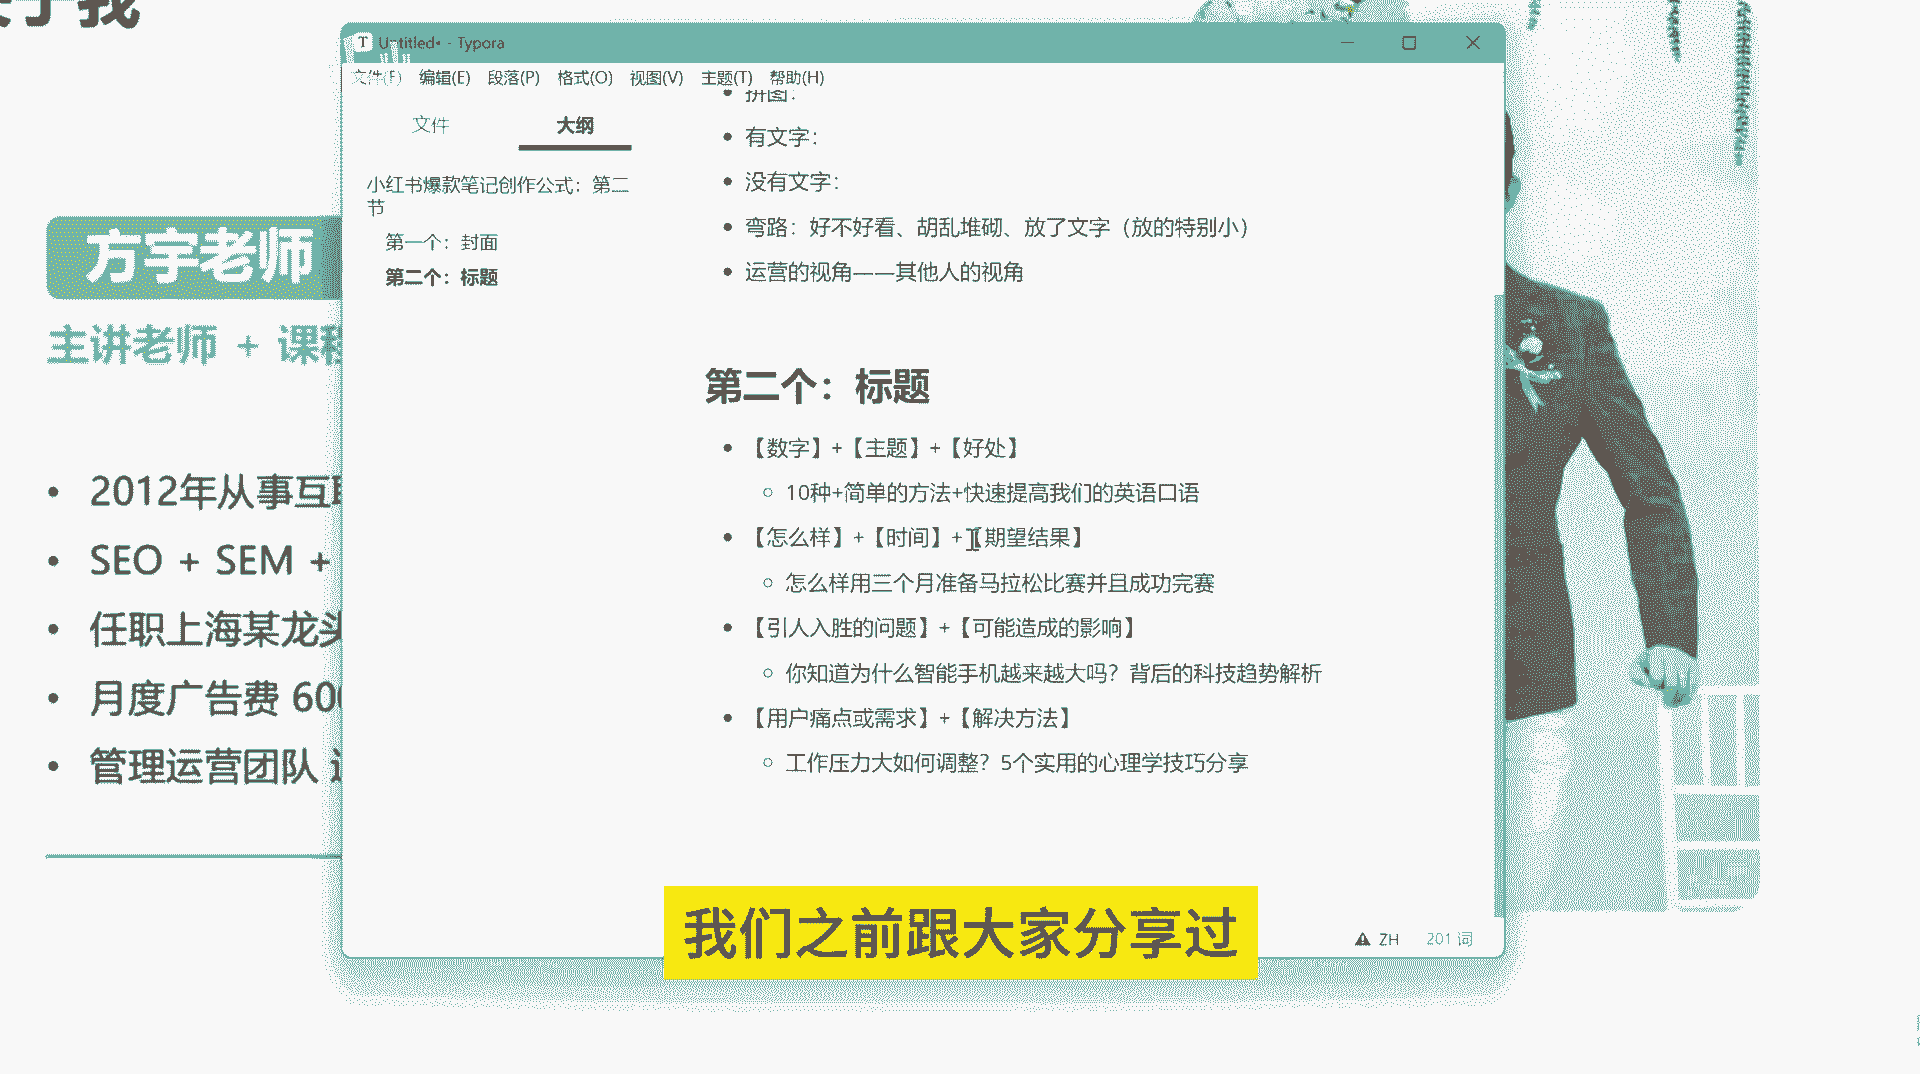 关于我
Untitled• - Typora
文件(F) 编辑(E) 段落(P) 格式(O) 视图(V) 主题(T) 帮助(H)
文件 大纲
小红书爆款笔记创作公式：第二
节
第一个：封面
第二个：标题
拼图：
有文字：
没有文字：
弯路：好不好看、胡乱堆砌、放了文字（放的特别小）
运营的视角——其他人的视角
第二个：标题
【数字】+【主题】+【好处】
10种+简单的方法+快速提高我们的英语口语
【怎么样】+【时间】+【期望结果】
怎么样用三个月准备马拉松比赛并且成功完赛
【引人入胜的问题】+【可能造成的影响】
你知道为什么智能手机越来越大吗？背后的科技趋势解析
【用户痛点或需求】+【解决方法】
工作压力大如何调整？5个实用的心理学技巧分享
ZH 201 词
方宇老师
主讲老师 + 课程
2012年从事互联
SEO + SEM +
任职上海某龙头
月度广告费 600
管理运营团队
我们之前跟大家分享过